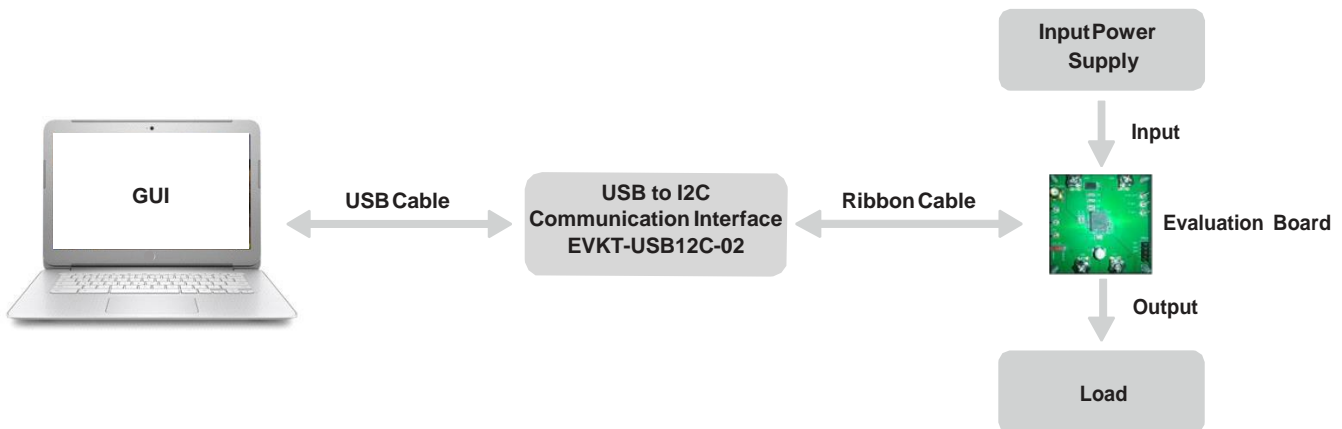 Input Power
Supply
Input
GUI
USB Cable
USB to I2C
Communication Interface
EVKT-USB12C-02
Ribbon Cable
Evaluation Board
Output
Load